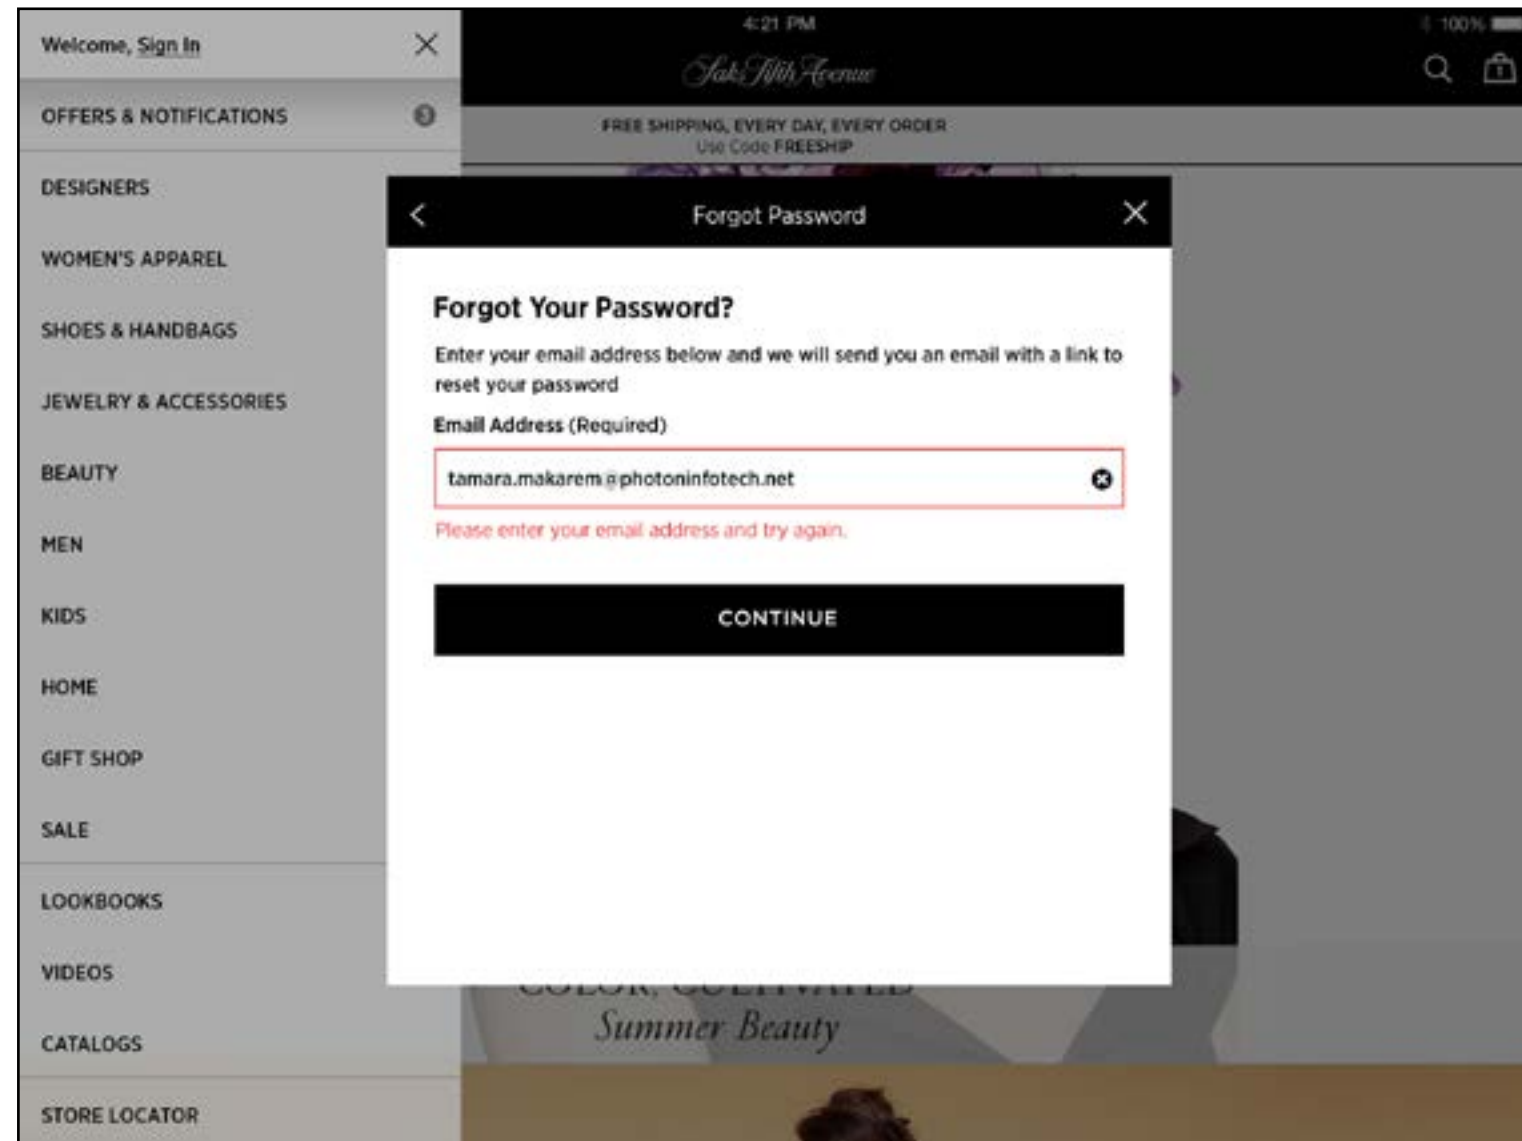 4:21 PM
100%
Welcome, Sign In
Saks Fifth Avenue
OFFERS & NOTIFICATIONS
3
FREE SHIPPING, EVERY DAY, EVERY ORDER
Use Code FREESHIP
DESIGNERS
WOMEN'S APPAREL
SHOES & HANDBAGS
JEWELRY & ACCESSORIES
BEAUTY
MEN
KIDS
HOME
GIFT SHOP
SALE
LOOKBOOKS
VIDEOS
CATALOGS
STORE LOCATOR
Forgot Password
Forgot Your Password?
Enter your email address below and we will send you an email with a link to
reset your password
Email Address (Required)
tamara.makarem@photoninfotech.net
Please enter your email address and try again.
CONTINUE
COLOR, CULTIVATED
Summer Beauty